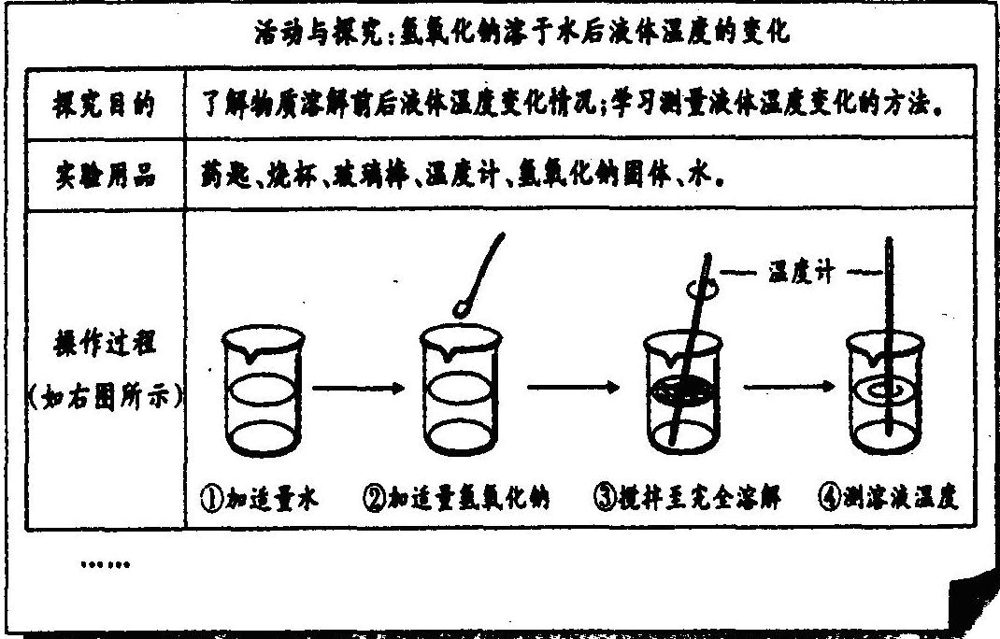 活动与探究:氢氧化钠溶于水后液体温度的变化
探究目的 了解物质溶解前后液体温度变化情况;学习测量液体温度变化的方法。
实验用品 药匙、烧杯、玻璃棒、温度计、氢氧化钠固体、水。
温度计
操作过程
(如右图所示)
①加适量水 ②加适量氢氧化钠 ③搅拌至完全溶解 ④测溶液温度
……